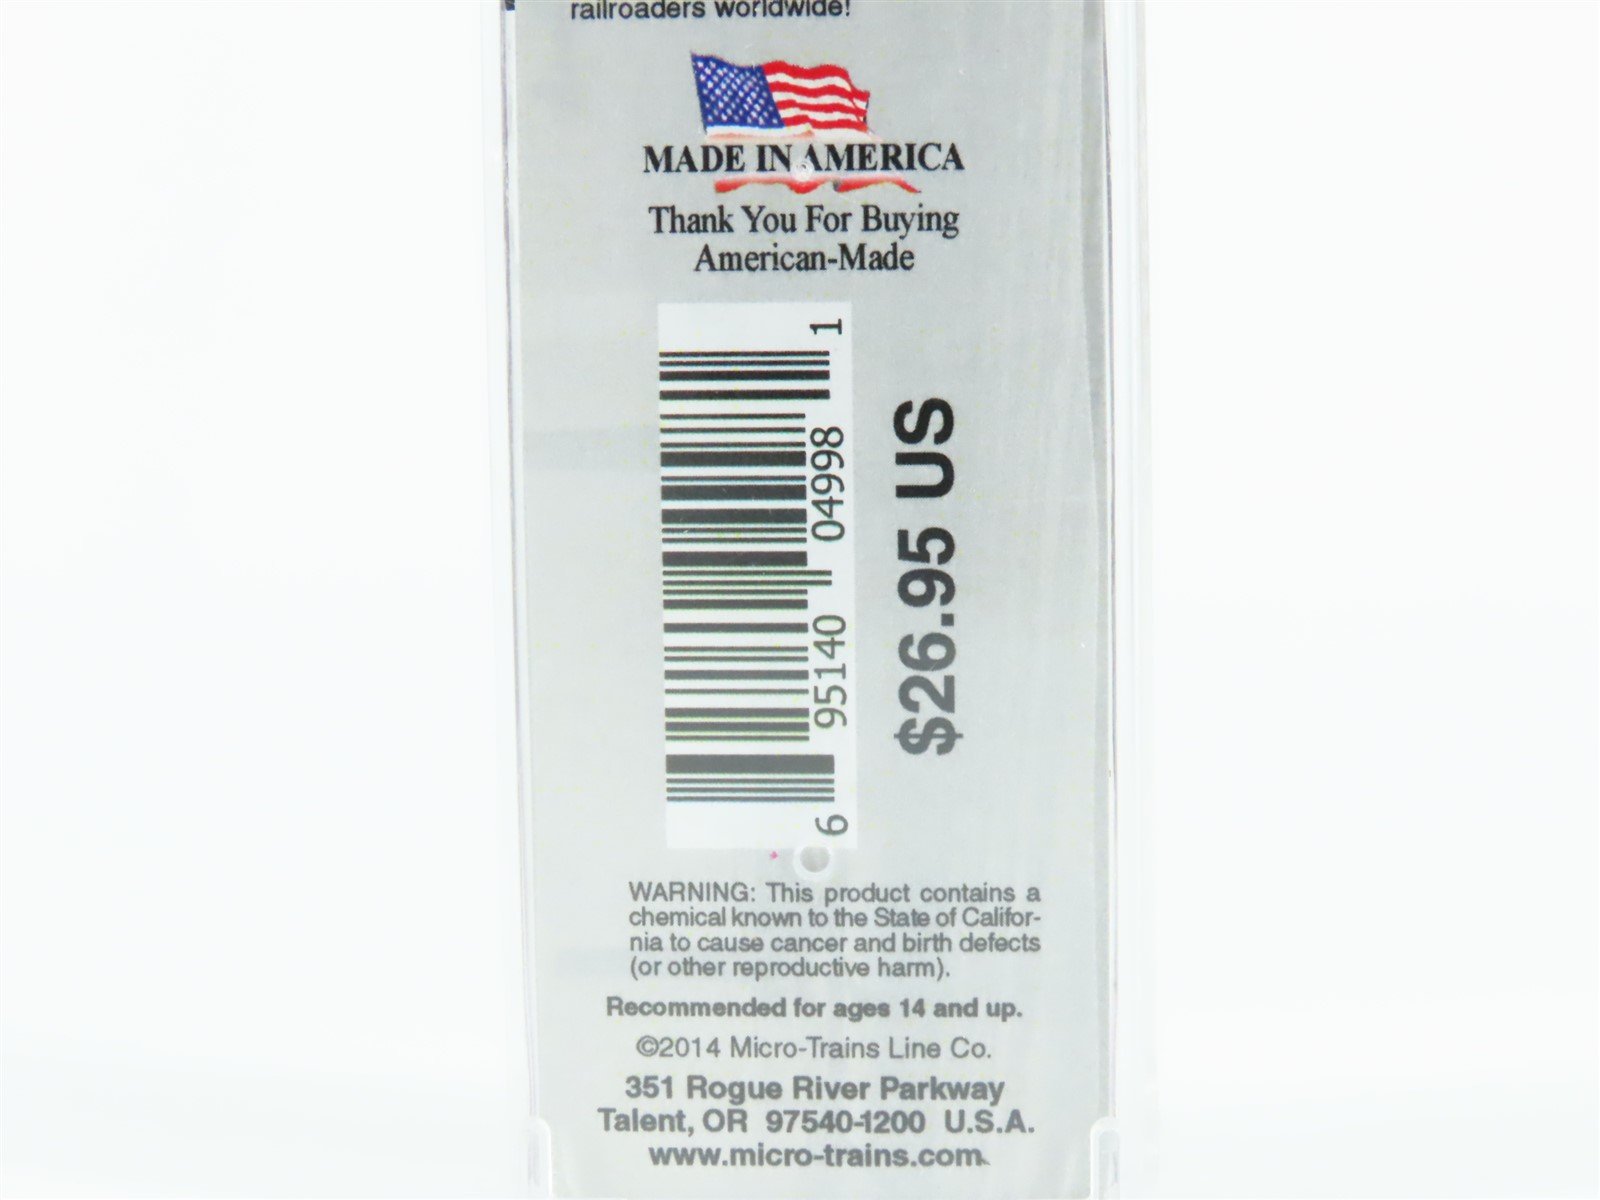 railroaders worldwide!
MADE IN AMERICA
Thank You For Buying
American-Made
6 95140 04998 1
$26.95 US
WARNING: This product contains a
chemical known to the State of Califor-
nia to cause cancer and birth defects
(or other reproductive harm).
Recommended for ages 14 and up.
©2014 Micro-Trains Line Co.
351 Rogue River Parkway
Talent, OR 97540-1200 U.S.A.
www.micro-trains.com